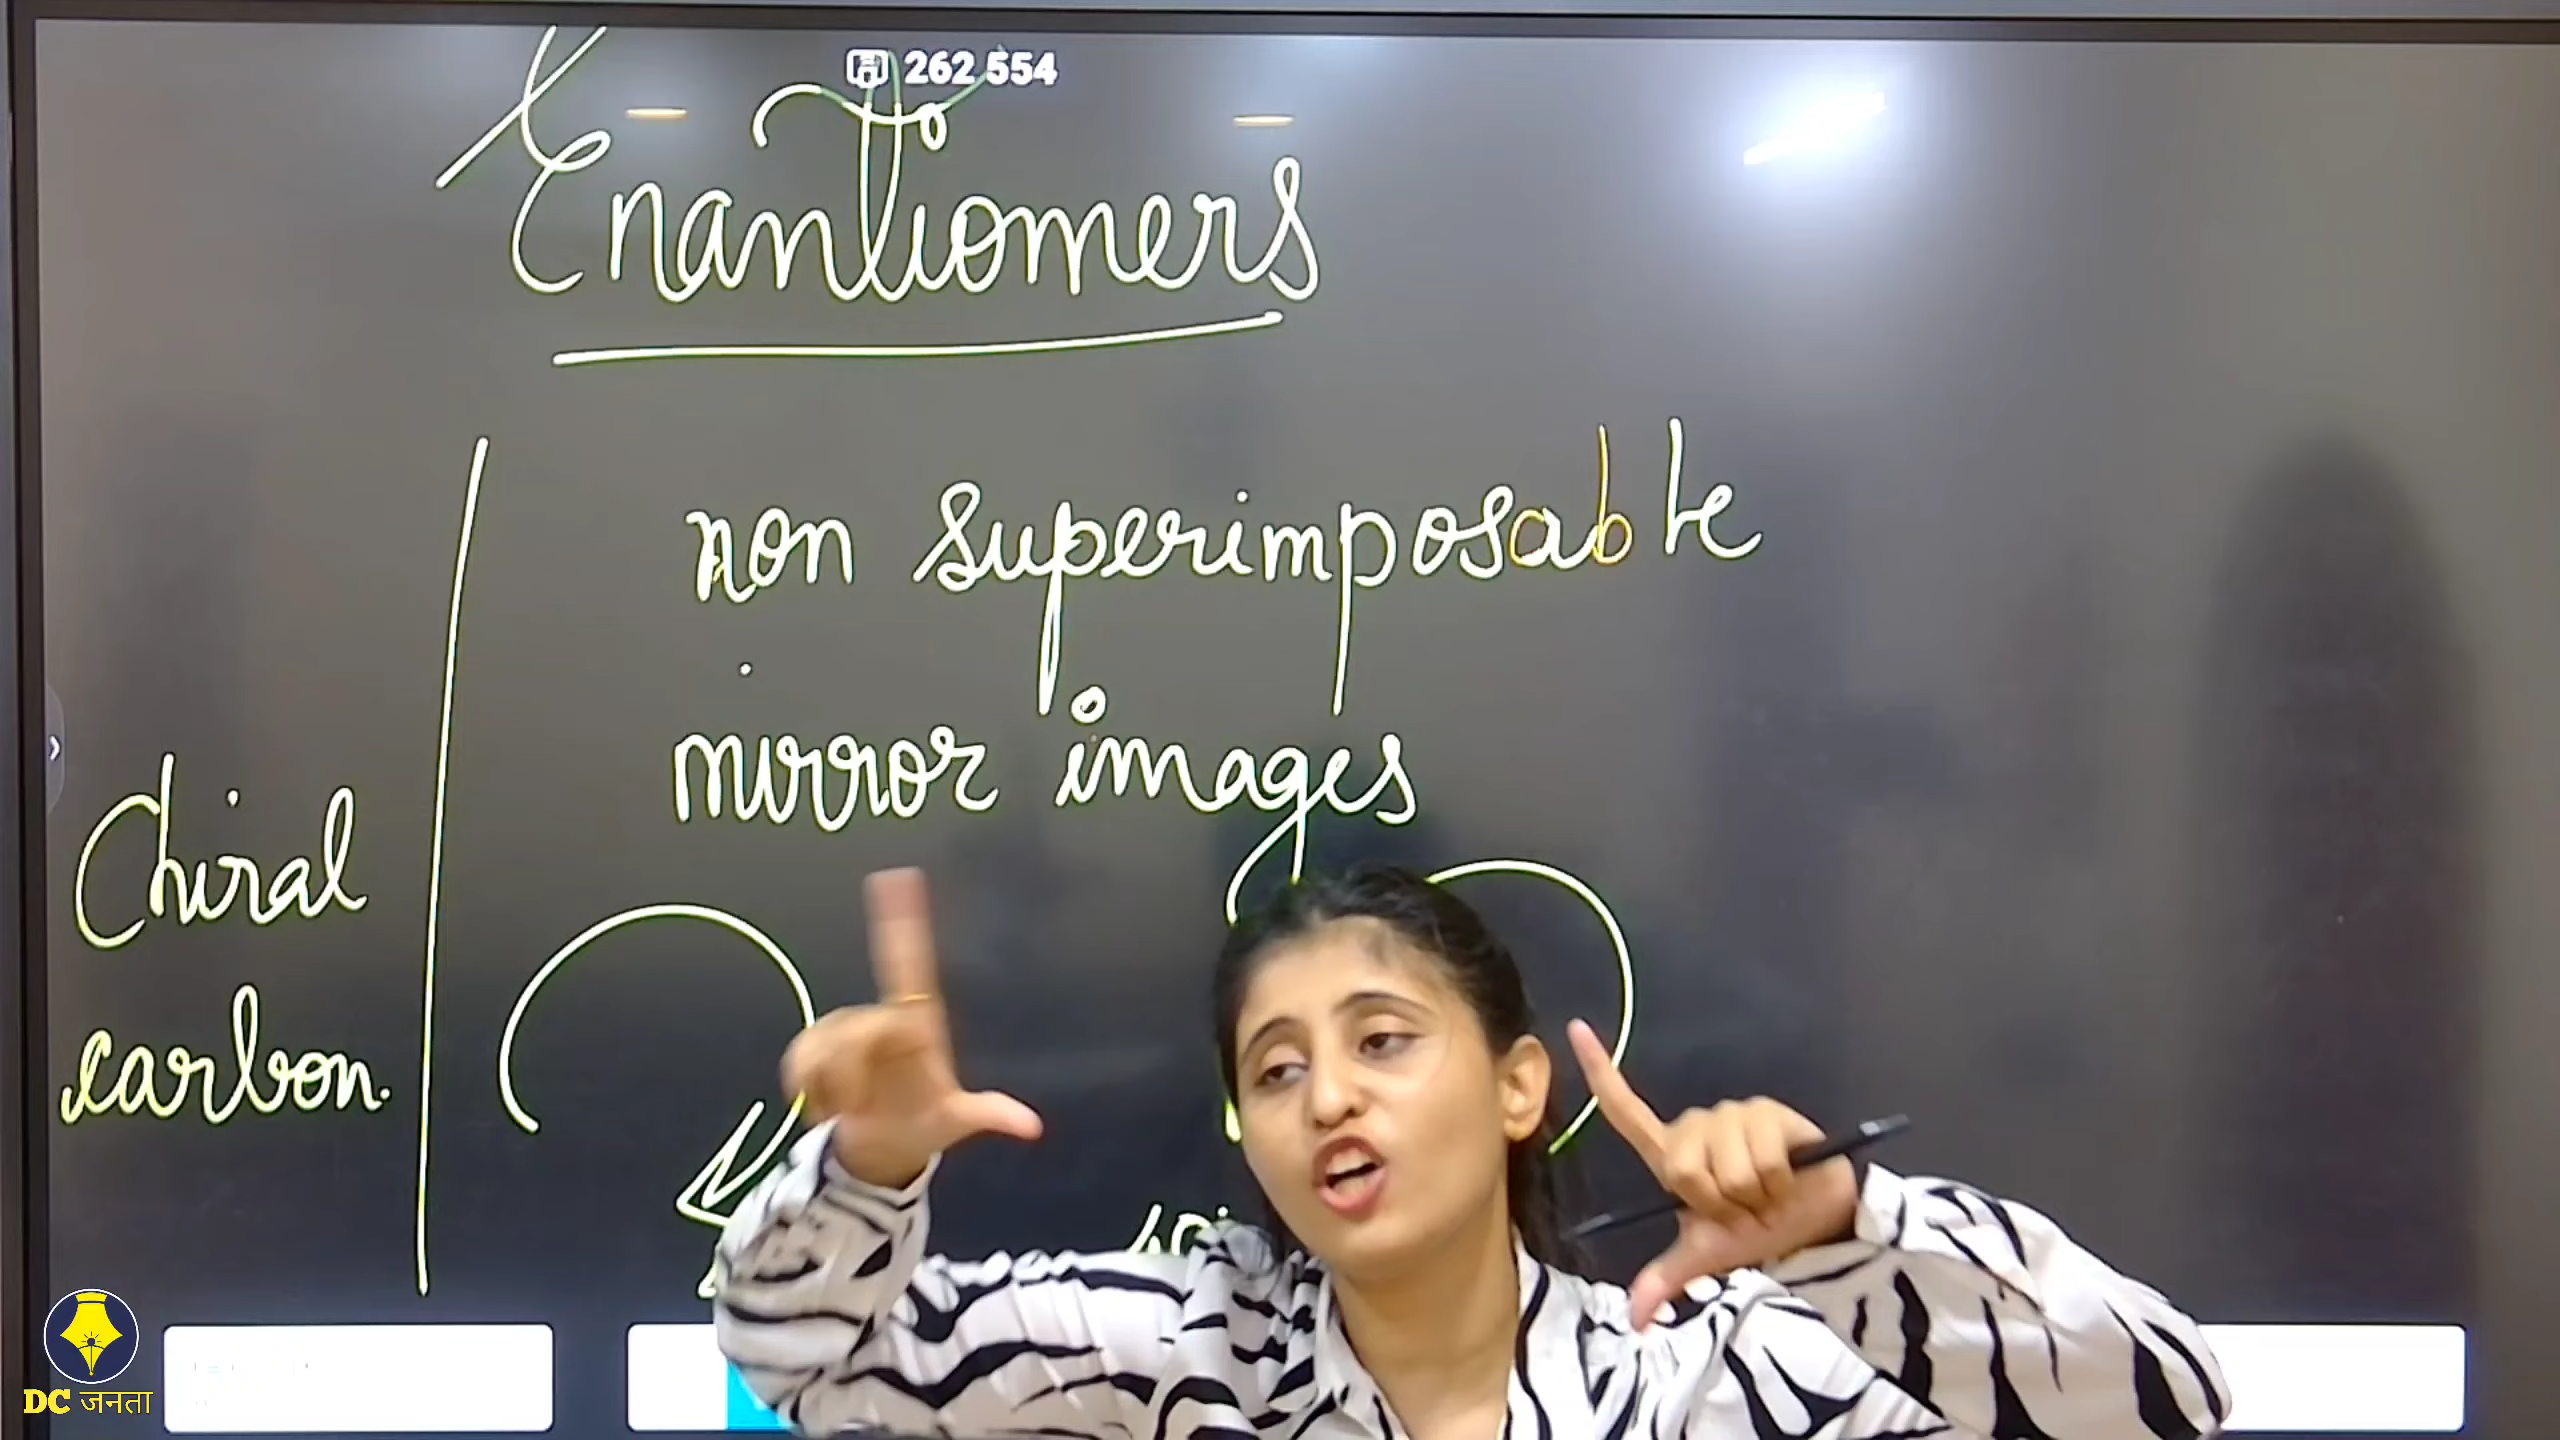 262 554
Enantiomers
non superimposable
mirror images
Chiral
carbon.
DC जनता